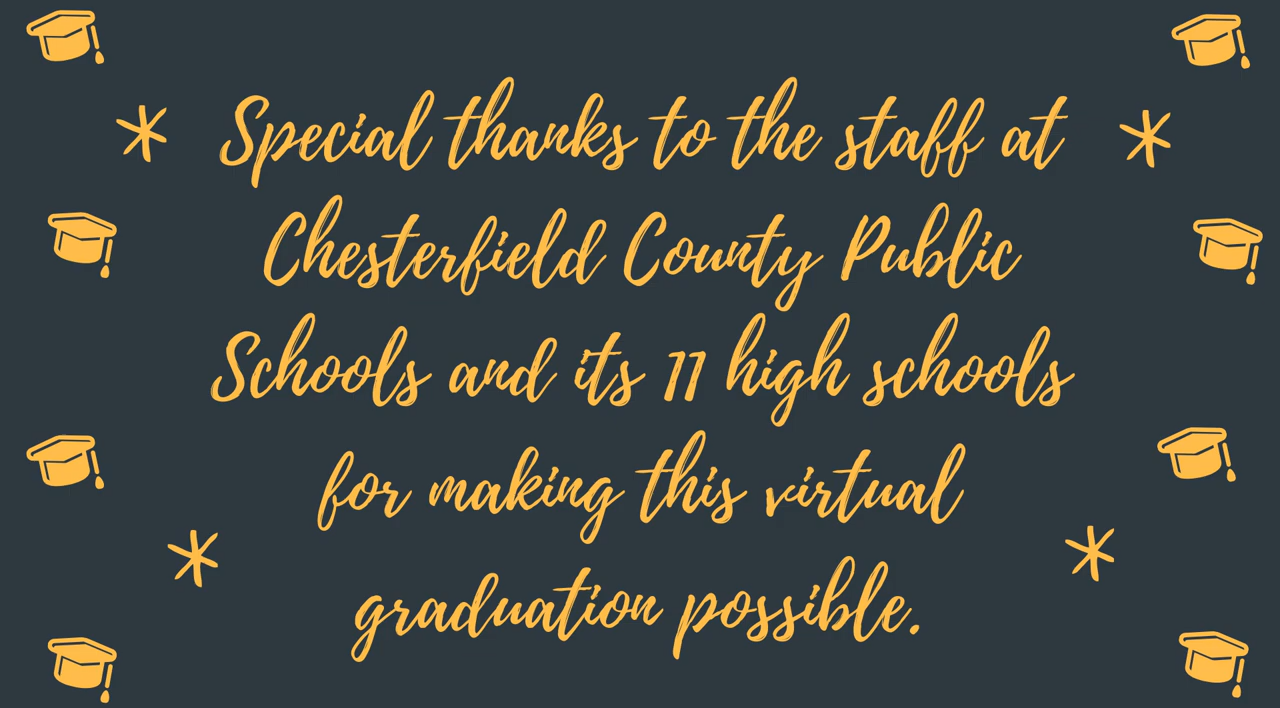 Special thanks to the staff at
Chesterfield County Public
Schools and its 11 high schools
for making this virtual
graduation possible.